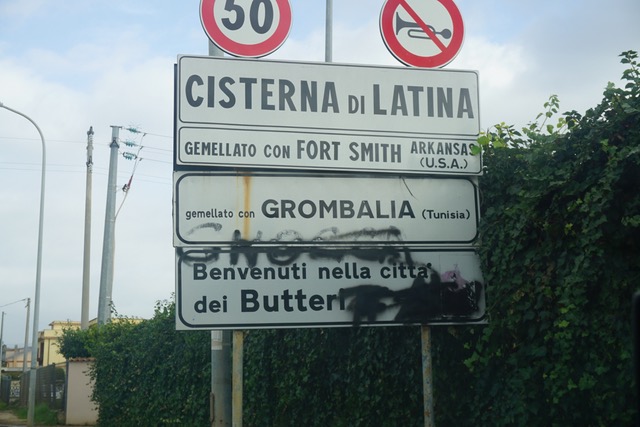 50
CISTERNA DI LATINA
GEMELLATO CON FORT SMITH ARKANSAS
(U.S.A.)
gemellato con GROMBALIA (Tunisia)
Benvenuti nella citta'
dei Butteri